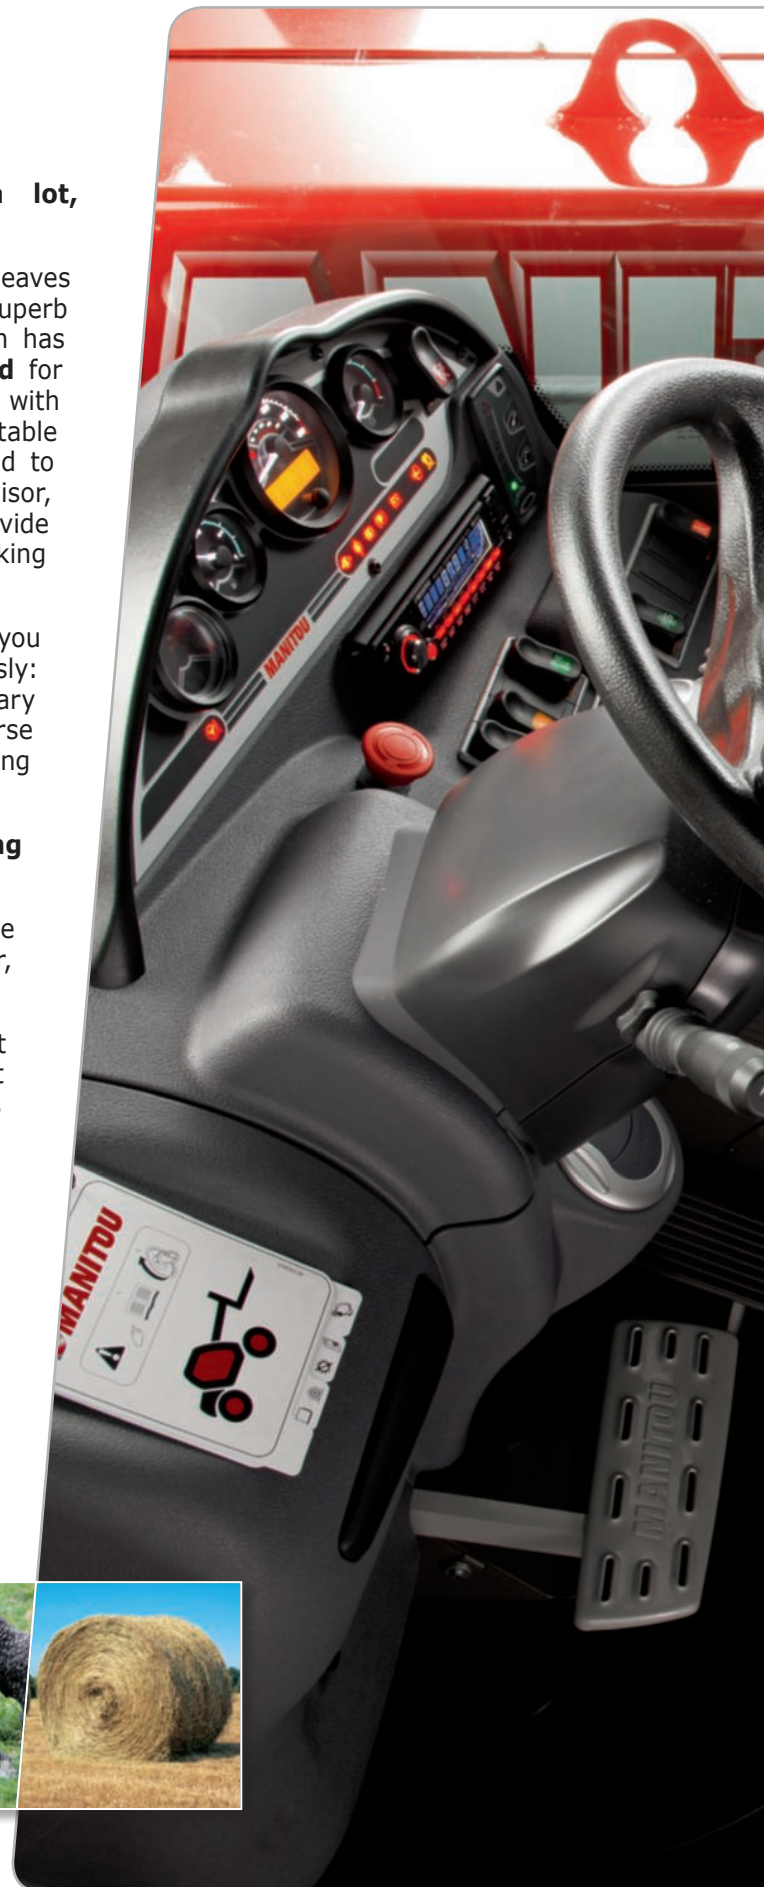 lot,
eaves
uperb
has
d for
with
table
d to
isor,
vide
king
you
sly:
ary
rse
ng
ng
e
r,
t
t
MANITOU
MANITOU
MANITOU